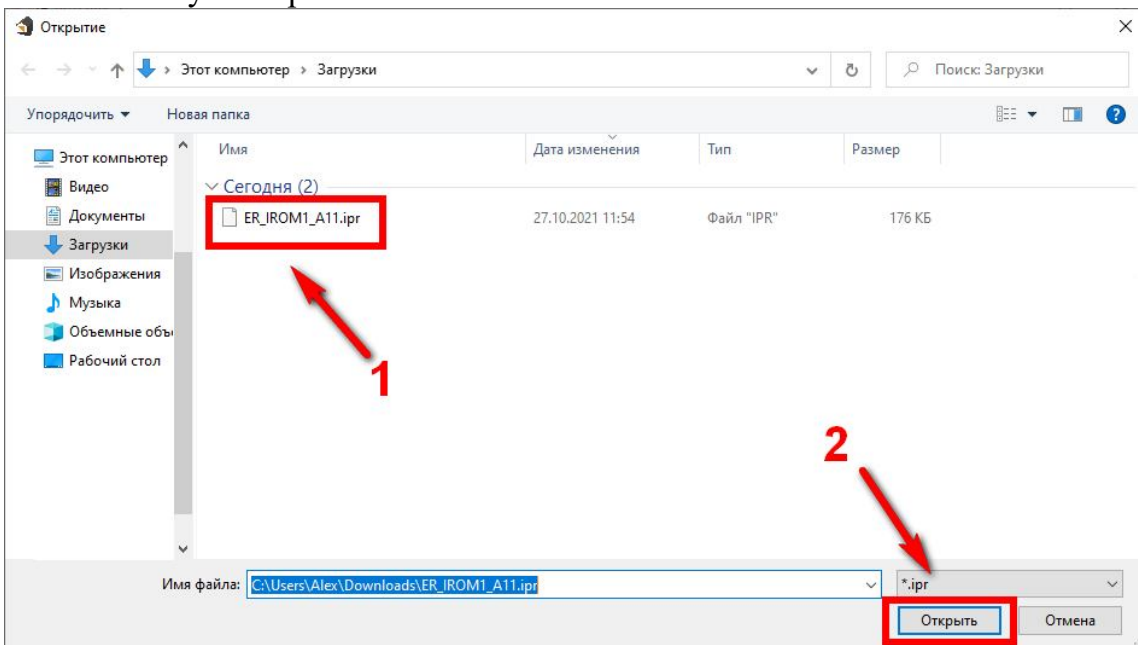 Открытие
Этот компьютер › Загрузки
Поиск: Загрузки
Упорядочить
Новая папка
Имя
Дата изменения
Тип
Размер
Этот компьютер
Видео
Документы
Загрузки
Изображения
Музыка
Объемные объ
Рабочий стол
Сегодня (2)
ER_IROM1_A11.ipr
27.10.2021 11:54
Файл "IPR"
176 КБ
1
2
Имя файла:
C:\Users\Alex\Downloads\ER_IROM1_A11.ipr
*.ipr
Открыть
Отмена